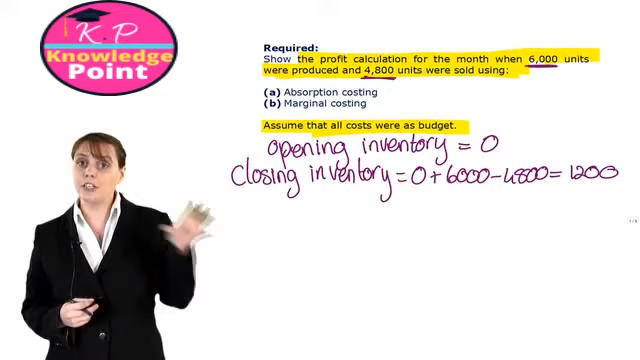 K.P
Knowledge
Point
Required:
Show the profit calculation for the month when 6,000 units
were produced and 4,800 units were sold using:
(a) Absorption costing
(b) Marginal costing
Assume that all costs were as budget.
opening inventory = 0
Closing inventory = 0 + 6000 - 4800 = 1200